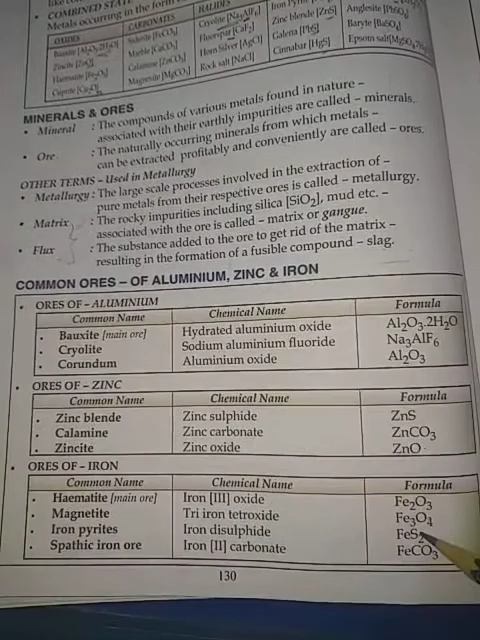 • COMBINED STATE
Metals occurring in the form
OXIDES CARBONATES HALIDES
Bauxite [Al₂O₃.2H₂O] Siderite [FeCO₃] Cryolite [Na₃AlF₆] Iron Pyrite Anglesite [PbSO₄]
Zincite [ZnO] Marble [CaCO₃] Fluorspar [CaF₂] Zinc blende [ZnS] Baryte [BaSO₄]
Haematite [Fe₂O₃] Calamine [ZnCO₃] Horn Silver [AgCl] Galena [PbS] Epsom salt[MgSO₄.7H₂O]
Cuprite [Cu₂O] Magnesite [MgCO₃] Rock salt [NaCl] Cinnabar [HgS]
MINERALS & ORES
• Mineral : The compounds of various metals found in nature –
associated with their earthly impurities are called – minerals.
• Ore : The naturally occurring minerals from which metals –
can be extracted profitably and conveniently are called – ores.
OTHER TERMS – Used in Metallurgy
• Metallurgy : The large scale processes involved in the extraction of –
pure metals from their respective ores is called – metallurgy.
• Matrix : The rocky impurities including silica [SiO₂], mud etc. –
associated with the ore is called – matrix or gangue.
• Flux : The substance added to the ore to get rid of the matrix –
resulting in the formation of a fusible compound – slag.
COMMON ORES – OF ALUMINIUM, ZINC & IRON
• ORES OF – ALUMINIUM
Common Name Chemical Name Formula
• Bauxite [main ore] Hydrated aluminium oxide Al₂O₃.2H₂O
• Cryolite Sodium aluminium fluoride Na₃AlF₆
• Corundum Aluminium oxide Al₂O₃
• ORES OF – ZINC
Common Name Chemical Name Formula
• Zinc blende Zinc sulphide ZnS
• Calamine Zinc carbonate ZnCO₃
• Zincite Zinc oxide ZnO
• ORES OF – IRON
Common Name Chemical Name Formula
• Haematite [main ore] Iron [III] oxide Fe₂O₃
• Magnetite Tri iron tetroxide Fe₃O₄
• Iron pyrites Iron disulphide FeS₂
• Spathic iron ore Iron [II] carbonate FeCO₃
130